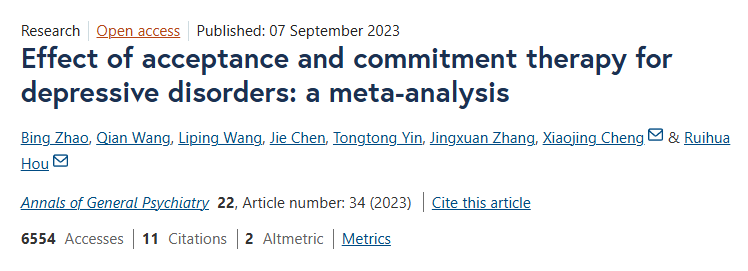 Research Open access Published: 07 September 2023
Effect of acceptance and commitment therapy for
depressive disorders: a meta-analysis
Bing Zhao, Qian Wang, Liping Wang, Jie Chen, Tongtong Yin, Jingxuan Zhang, Xiaojing Cheng & Ruihua
Hou
Annals of General Psychiatry 22, Article number: 34 (2023) Cite this article
6554 Accesses 11 Citations 2 Altmetric Metrics